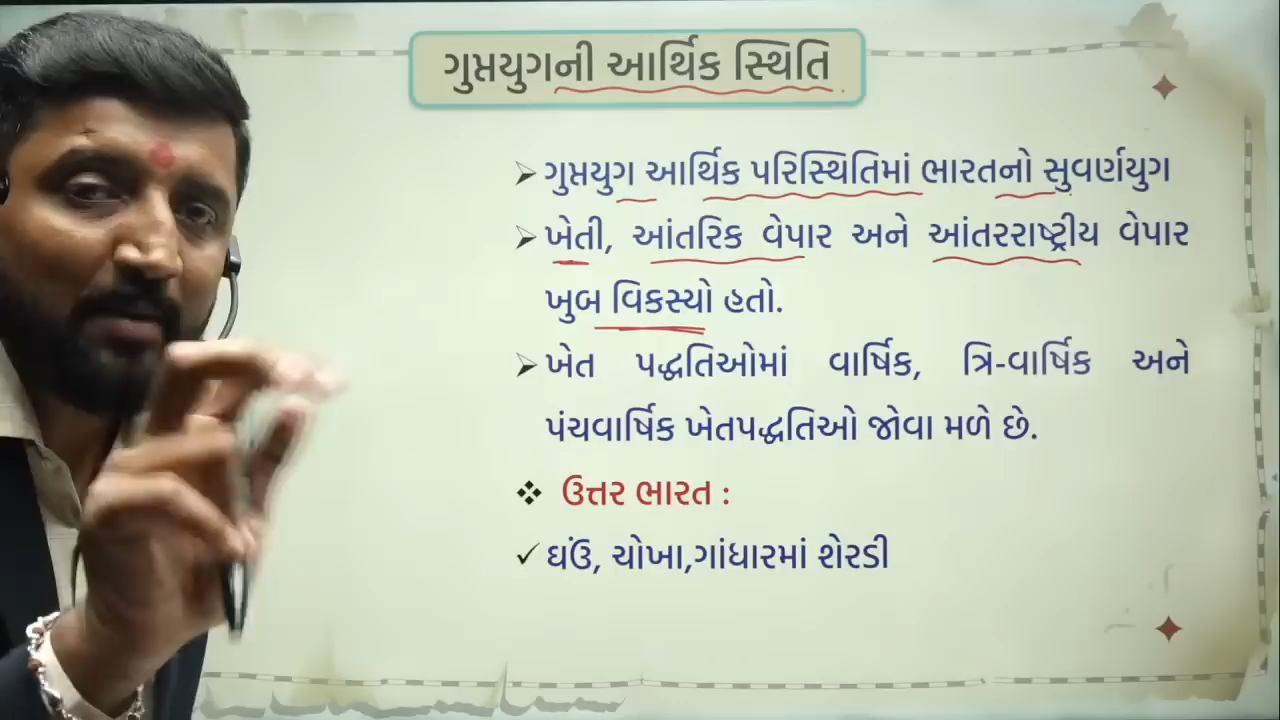 ગુપ્તયુગની આર્થિક સ્થિતિ
➢ ગુપ્તયુગ આર્થિક પરિસ્થિતિમાં ભારતનો સુવર્ણયુગ
➢ ખેતી, આંતરિક વેપાર અને આંતરરાષ્ટ્રીય વેપાર
ખુબ વિકસ્યો હતો.
➢ ખેત પદ્ધતિઓમાં વાર્ષિક, ત્રિ-વાર્ષિક અને
પંચવાર્ષિક ખેતપદ્ધતિઓ જોવા મળે છે.
❖ ઉત્તર ભારત :
✓ ઘઉં, ચોખા,ગાંધારમાં શેરડી